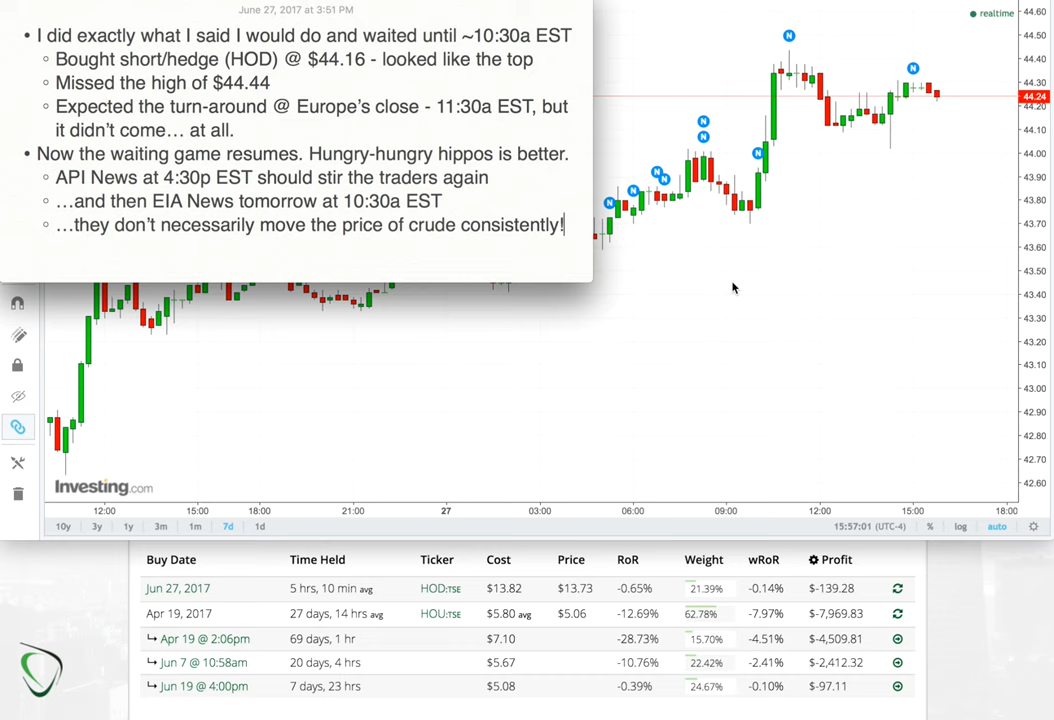 June 27, 2017 at 3:51 PM
• I did exactly what I said I would do and waited until ~10:30a EST
◦ Bought short/hedge (HOD) @ $44.16 - looked like the top
◦ Missed the high of $44.44
◦ Expected the turn-around @ Europe's close - 11:30a EST, but
it didn't come… at all.
• Now the waiting game resumes. Hungry-hungry hippos is better.
◦ API News at 4:30p EST should stir the traders again
◦ …and then EIA News tomorrow at 10:30a EST
◦ …they don't necessarily move the price of crude consistently!
realtime
44.60
44.50
44.40
44.30
44.24
44.20
44.10
44.00
43.90
43.80
43.70
43.60
43.50
43.40
43.30
43.20
43.10
43.00
42.90
42.80
42.70
42.60
N
N
N
N
N
N
N
N
N
N
Investing.com
12:00 15:00 18:00 21:00 27 03:00 06:00 09:00 12:00 15:00 18:00
10y 3y 1y 3m 1m 7d 1d 15:57:01 (UTC-4) % log auto
Buy Date Time Held Ticker Cost Price RoR Weight wRoR Profit
Jun 27, 2017 5 hrs, 10 min avg HOD:TSE $13.82 $13.73 -0.65% 21.39% -0.14% $-139.28
Apr 19, 2017 27 days, 14 hrs avg HOU:TSE $5.80 avg $5.06 -12.69% 62.78% -7.97% $-7,969.83
Apr 19 @ 2:06pm 69 days, 1 hr $7.10 -28.73% 15.70% -4.51% $-4,509.81
Jun 7 @ 10:58am 20 days, 4 hrs $5.67 -10.76% 22.42% -2.41% $-2,412.32
Jun 19 @ 4:00pm 7 days, 23 hrs $5.08 -0.39% 24.67% -0.10% $-97.11